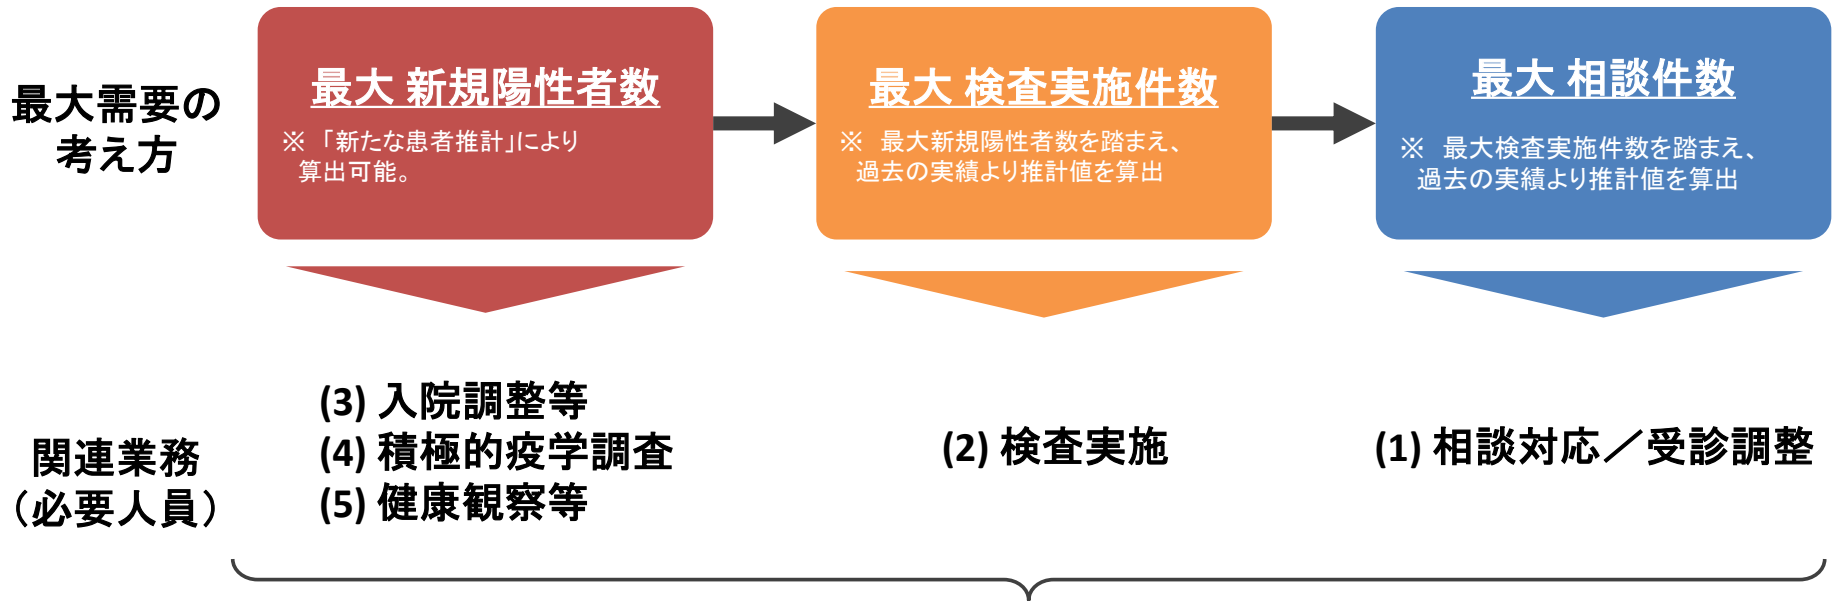 最大需要の
考え方
最大 新規陽性者数
※ 「新たな患者推計」により
算出可能。
最大 検査実施件数
※ 最大新規陽性者数を踏まえ、
過去の実績より推計値を算出
最大 相談件数
※ 最大検査実施件数を踏まえ、
過去の実績より推計値を算出
関連業務
（必要人員）
(3) 入院調整等
(4) 積極的疫学調査
(5) 健康観察等
(2) 検査実施
(1) 相談対応／受診調整